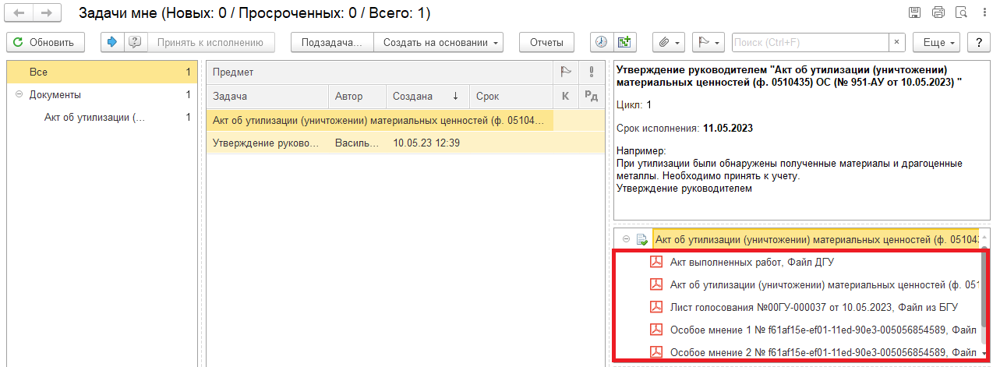 Задачи мне (Новых: 0 / Просроченных: 0 / Всего: 1)
Обновить Принять к исполнению Подзадача... Создать на основании Отчеты Поиск (Ctrl+F) × Еще ?
Все 1
Документы 1
Акт об утилизации (... 1
Предмет
Задача Автор Создана ↓ Срок К Рд
Акт об утилизации (уничтожении) материальных ценностей (ф. 05104...
Утверждение руково... Василь... 10.05.23 12:39
Утверждение руководителем "Акт об утилизации (уничтожении)
материальных ценностей (ф. 0510435) ОС (№ 951-АУ от 10.05.2023) "
Цикл: 1
Срок исполнения: 11.05.2023
Например:
При утилизации были обнаружены полученные материалы и драгоценные
металлы. Необходимо принять к учету.
Утверждение руководителем
Акт об утилизации (уничтожении) материальных ценностей (ф. 05104
Акт выполненных работ, Файл ДГУ
Акт об утилизации (уничтожении) материальных ценностей (ф. 051
Лист голосования №00ГУ-000037 от 10.05.2023, Файл из БГУ
Особое мнение 1 № f61af15e-ef01-11ed-90e3-005056854589, Файл
Особое мнение 2 № f61af15e-ef01-11ed-90e3-005056854589, Файл